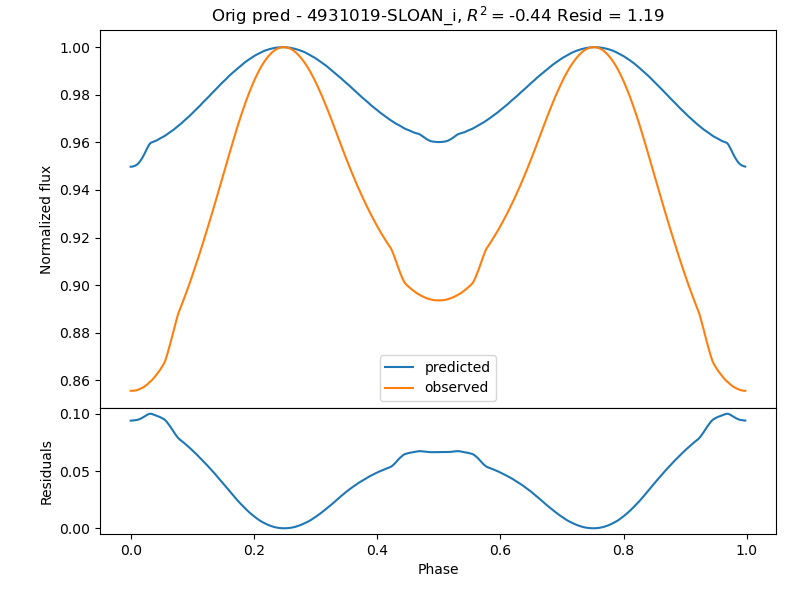 Orig pred - 4931019-SLOAN_i, R² = -0.44 Resid = 1.19
1.00
0.98
0.96
0.94
0.92
0.90
0.88
0.86
Normalized flux
predicted
observed
0.10
0.05
0.00
Residuals
0.0
0.2
0.4
0.6
0.8
1.0
Phase